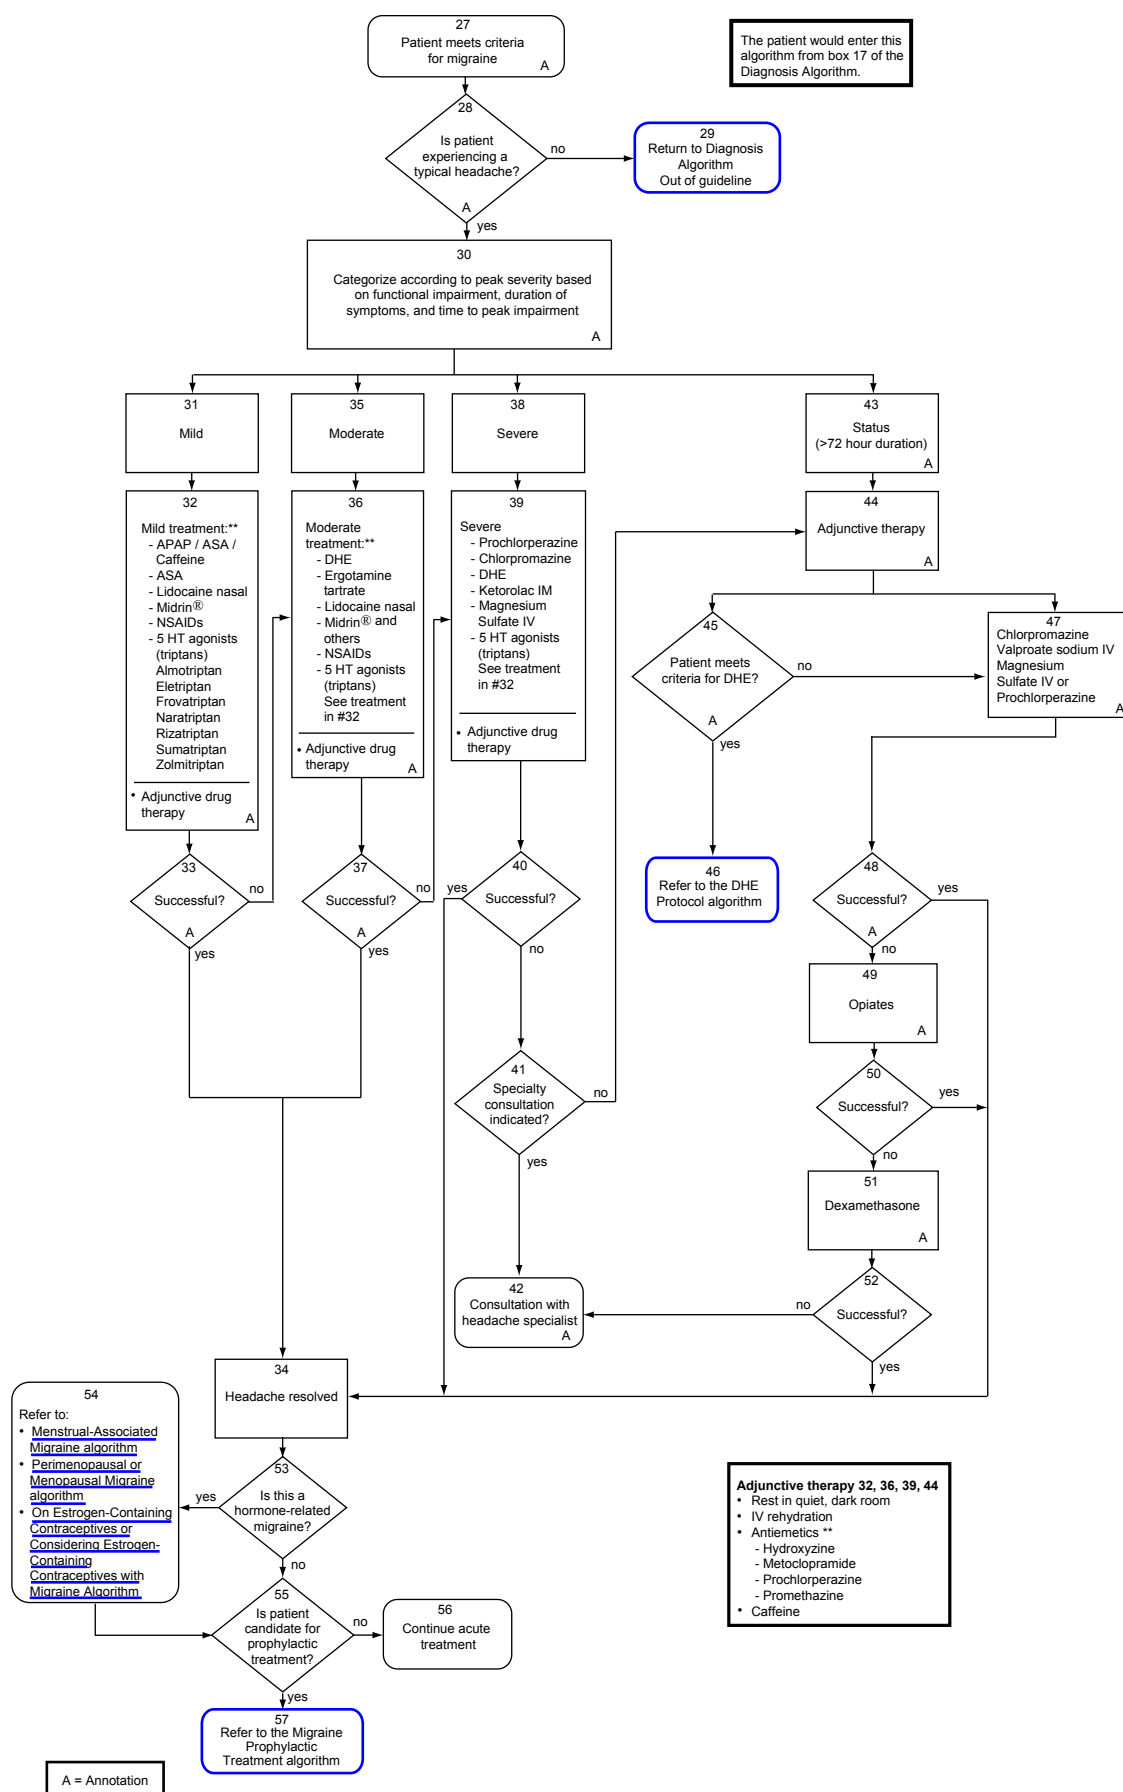 27
Patient meets criteria
for migraine
A
The patient would enter this
algorithm from box 17 of the
Diagnosis Algorithm.
28
Is patient
experiencing a
typical headache?
A
no
yes
29
Return to Diagnosis
Algorithm
Out of guideline
30
Categorize according to peak severity based
on functional impairment, duration of
symptoms, and time to peak impairment
A
31
Mild
35
Moderate
38
Severe
43
Status
(>72 hour duration)
A
32
Mild treatment:**
- APAP / ASA /
Caffeine
- ASA
- Lidocaine nasal
- Midrin®
- NSAIDs
- 5 HT agonists
(triptans)
Almotriptan
Eletriptan
Frovatriptan
Naratriptan
Rizatriptan
Sumatriptan
Zolmitriptan
• Adjunctive drug
therapy
A
36
Moderate
treatment:**
- DHE
- Ergotamine
tartrate
- Lidocaine nasal
- Midrin® and
others
- NSAIDs
- 5 HT agonists
(triptans)
See treatment
in #32
• Adjunctive drug
therapy
A
39
Severe
- Prochlorperazine
- Chlorpromazine
- DHE
- Ketorolac IM
- Magnesium
Sulfate IV
- 5 HT agonists
(triptans)
See treatment
in #32
• Adjunctive drug
therapy
44
Adjunctive therapy
A
45
Patient meets
criteria for DHE?
A
no
yes
47
Chlorpromazine
Valproate sodium IV
Magnesium
Sulfate IV or
Prochlorperazine
A
33
Successful?
A
no
yes
37
Successful?
A
no
yes
40
Successful?
yes
no
46
Refer to the DHE
Protocol algorithm
48
Successful?
A
yes
no
49
Opiates
A
41
Specialty
consultation
indicated?
no
yes
50
Successful?
yes
no
51
Dexamethasone
A
42
Consultation with
headache specialist
A
52
Successful?
no
yes
34
Headache resolved
54
Refer to:
• Menstrual-Associated
Migraine algorithm
• Perimenopausal or
Menopausal Migraine
algorithm
• On Estrogen-Containing
Contraceptives or
Considering Estrogen-
Containing
Contraceptives with
Migraine Algorithm
53
Is this a
hormone-related
migraine?
yes
no
Adjunctive therapy 32, 36, 39, 44
• Rest in quiet, dark room
• IV rehydration
• Antiemetics **
- Hydroxyzine
- Metoclopramide
- Prochlorperazine
- Promethazine
• Caffeine
55
Is patient
candidate for
prophylactic
treatment?
no
yes
56
Continue acute
treatment
57
Refer to the Migraine
Prophylactic
Treatment algorithm
A = Annotation